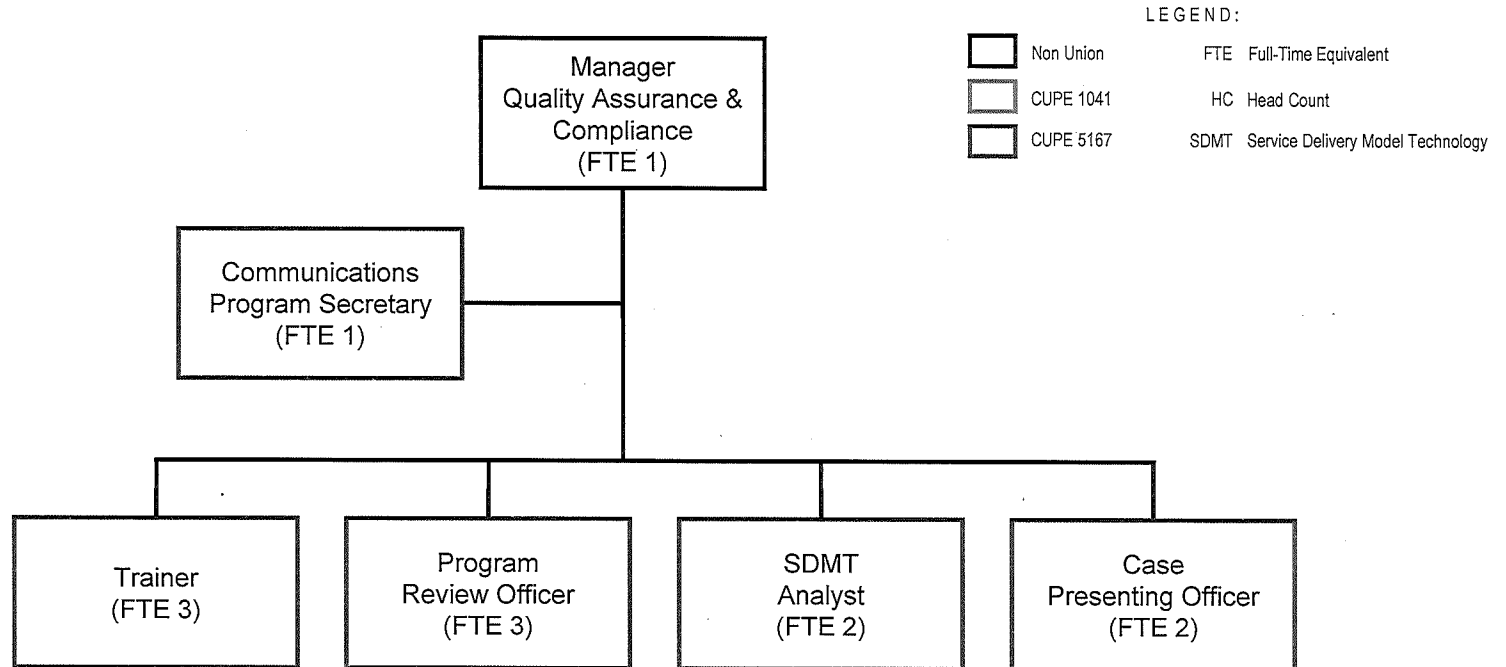 LEGEND:
Non Union FTE Full-Time Equivalent
CUPE 1041 HC Head Count
CUPE 5167 SDMT Service Delivery Model Technology
Manager
Quality Assurance &
Compliance
(FTE 1)
Communications
Program Secretary
(FTE 1)
Trainer
(FTE 3)
Program
Review Officer
(FTE 3)
SDMT
Analyst
(FTE 2)
Case
Presenting Officer
(FTE 2)